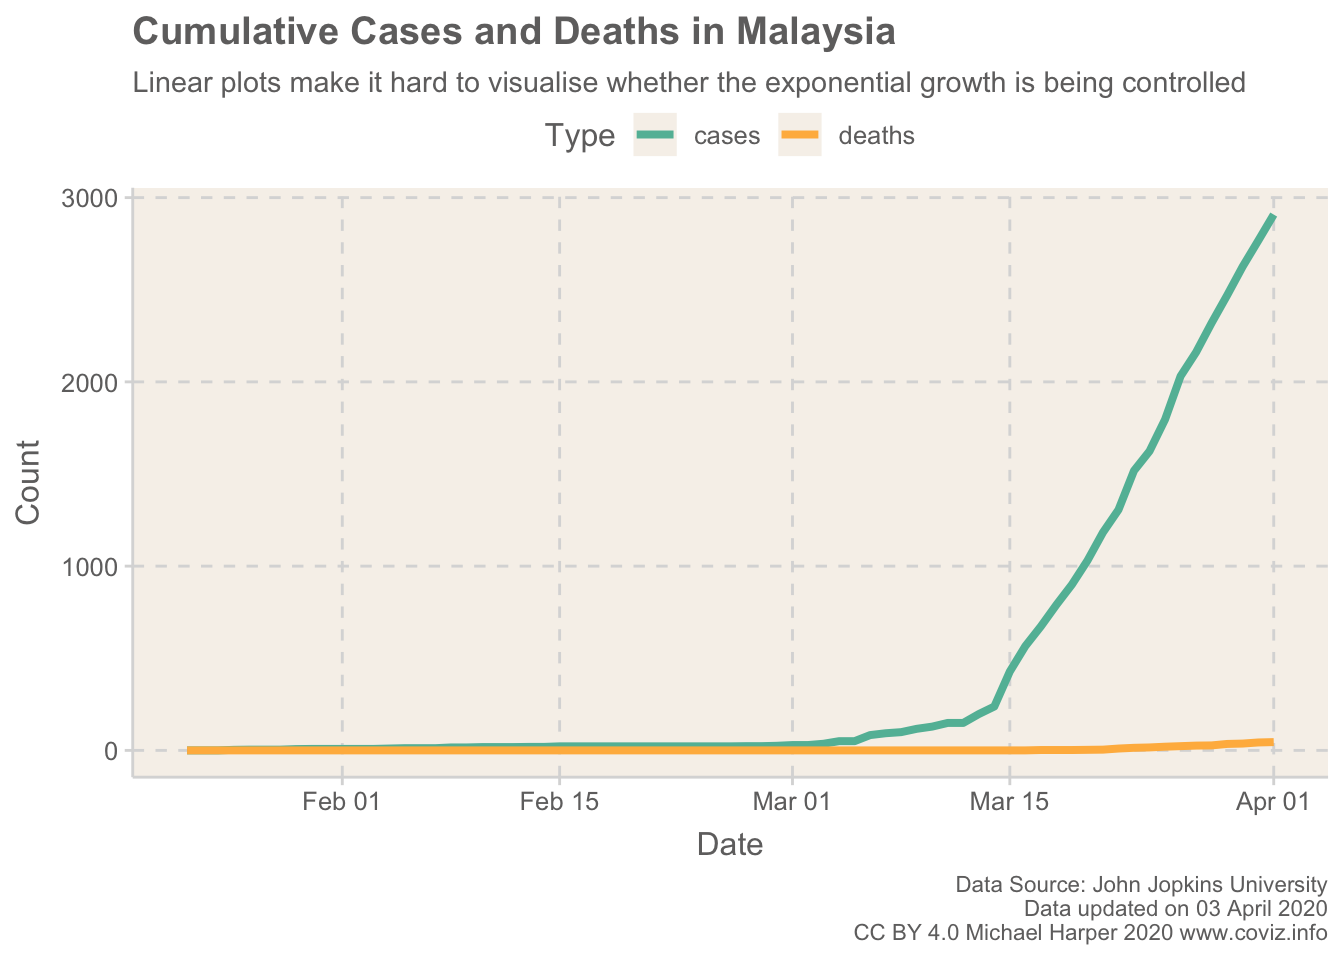 Cumulative Cases and Deaths in Malaysia
Linear plots make it hard to visualise whether the exponential growth is being controlled
Type cases deaths
3000
2000
1000
0
Count
Feb 01 Feb 15 Mar 01 Mar 15 Apr 01
Date
Data Source: John Jopkins University
Data updated on 03 April 2020
CC BY 4.0 Michael Harper 2020 www.coviz.info